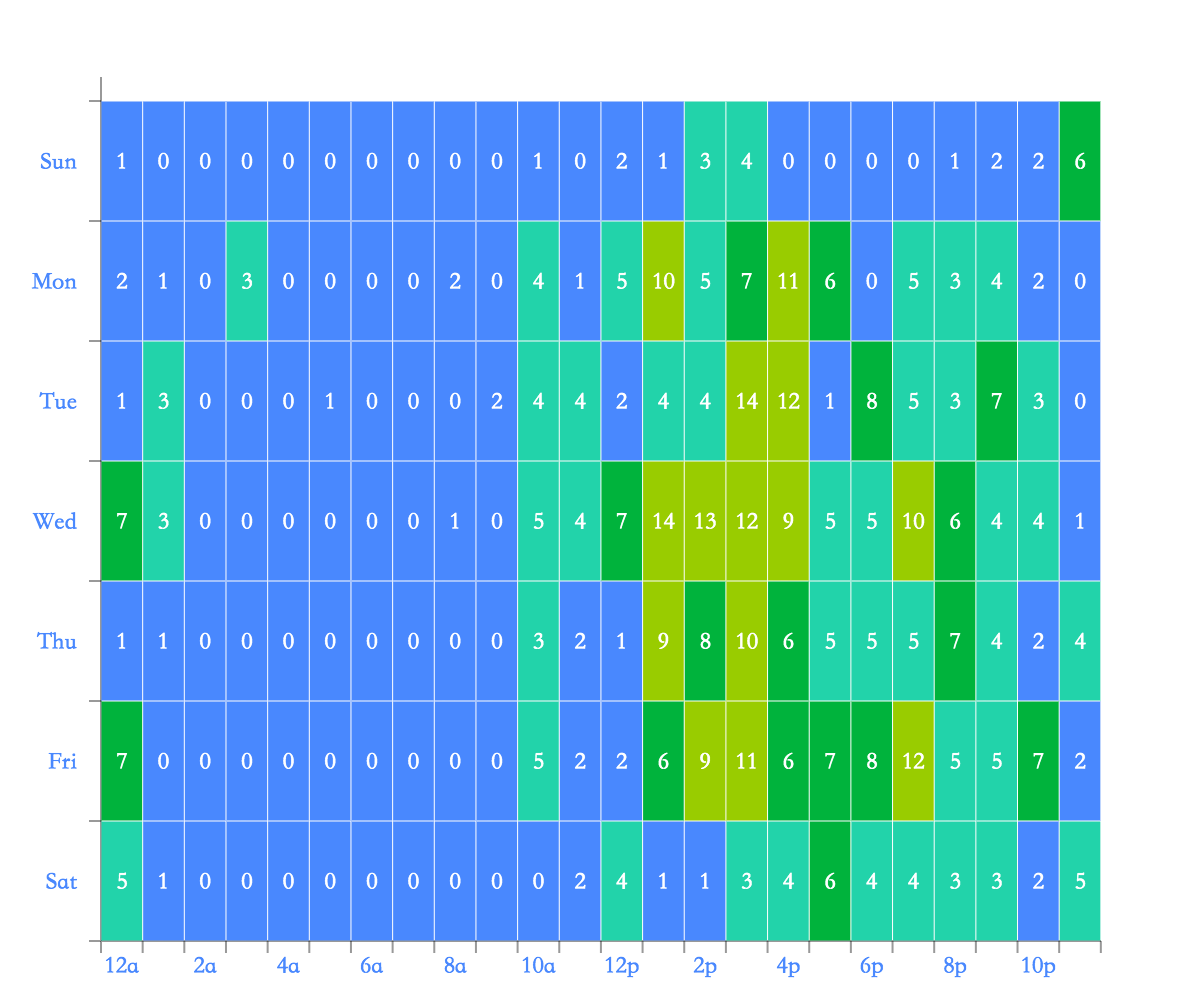 Sun 1 0 0 0 0 0 0 0 0 0 1 0 2 1 3 4 0 0 0 0 1 2 2 6
Mon 2 1 0 3 0 0 0 0 2 0 4 1 5 10 5 7 11 6 0 5 3 4 2 0
Tue 1 3 0 0 0 1 0 0 0 2 4 4 2 4 4 14 12 1 8 5 3 7 3 0
Wed 7 3 0 0 0 0 0 0 1 0 5 4 7 14 13 12 9 5 5 10 6 4 4 1
Thu 1 1 0 0 0 0 0 0 0 0 3 2 1 9 8 10 6 5 5 5 7 4 2 4
Fri 7 0 0 0 0 0 0 0 0 0 5 2 2 6 9 11 6 7 8 12 5 5 7 2
Sat 5 1 0 0 0 0 0 0 0 0 0 2 4 1 1 3 4 6 4 4 3 3 2 5
12a 2a 4a 6a 8a 10a 12p 2p 4p 6p 8p 10p